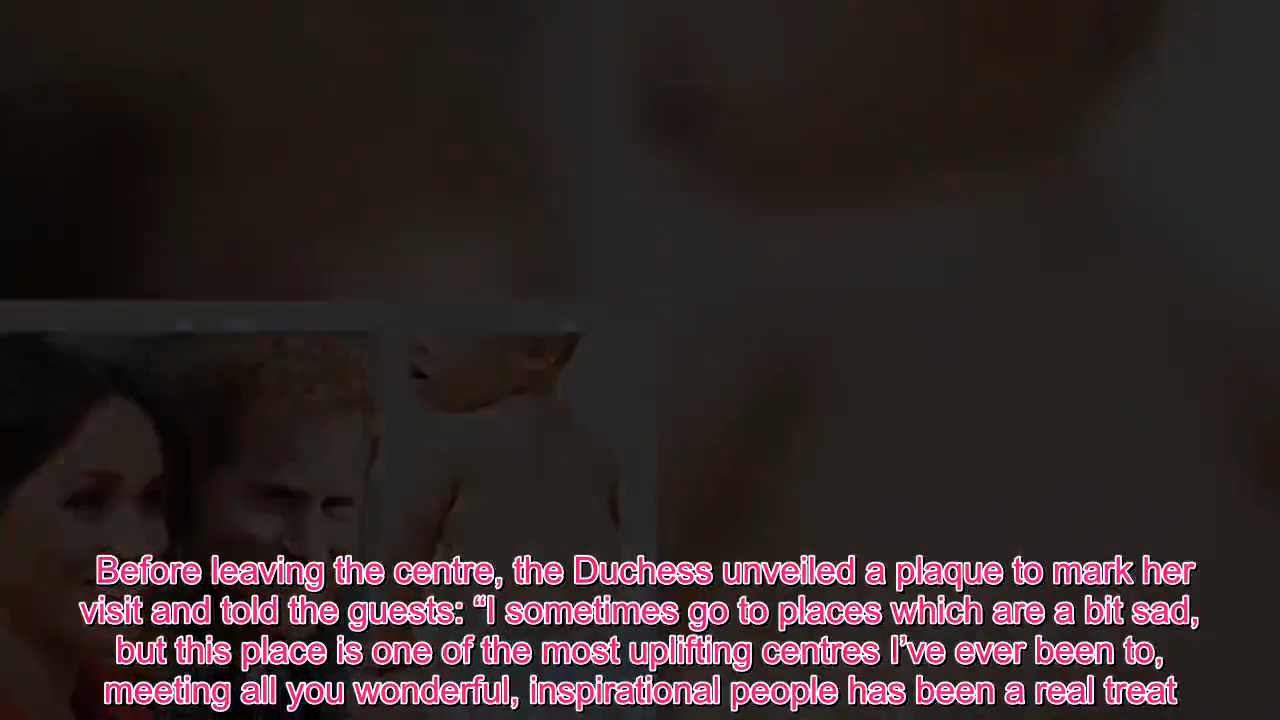 Before leaving the centre, the Duchess unveiled a plaque to mark her
visit and told the guests: “I sometimes go to places which are a bit sad,
but this place is one of the most uplifting centres I’ve ever been to,
meeting all you wonderful, inspirational people has been a real treat